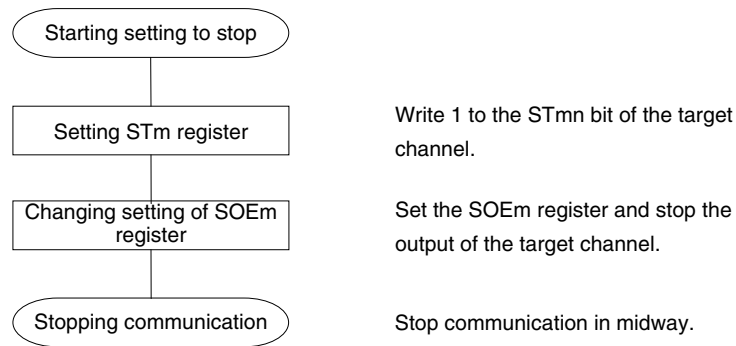 Starting setting to stop
Setting STm register
Write 1 to the STmn bit of the target
channel.
Changing setting of SOEm
register
Set the SOEm register and stop the
output of the target channel.
Stopping communication
Stop communication in midway.